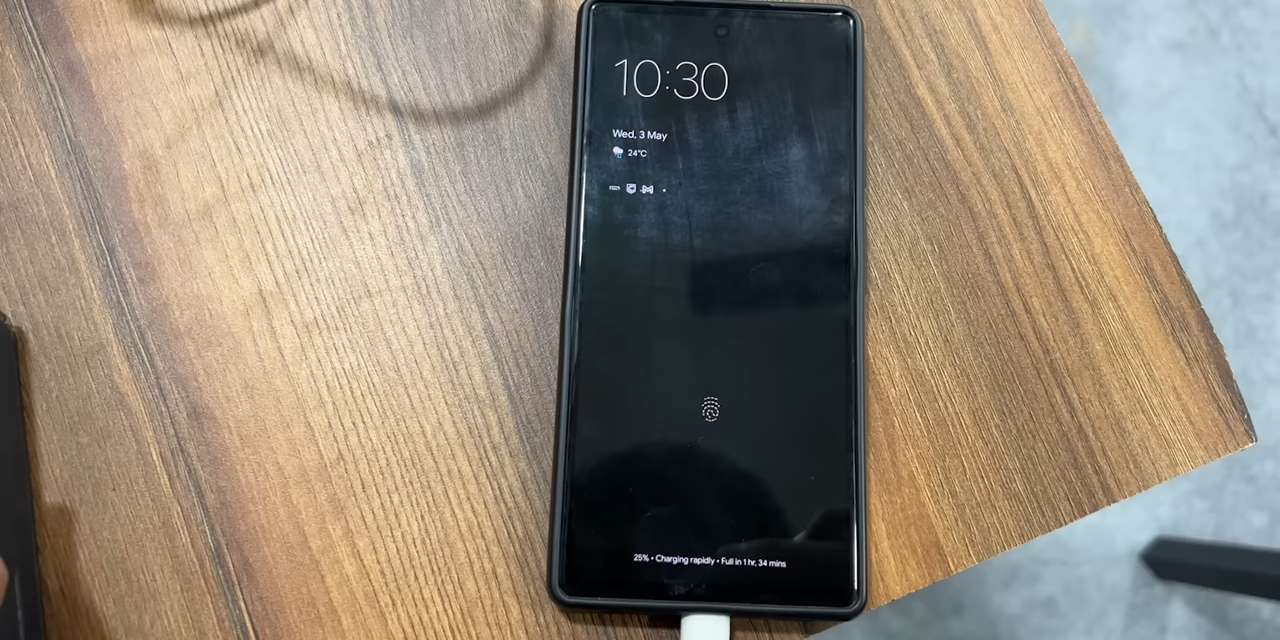 10:30
Wed, 3 May
24°C
25% • Charging rapidly • Full in 1 hr, 34 mins